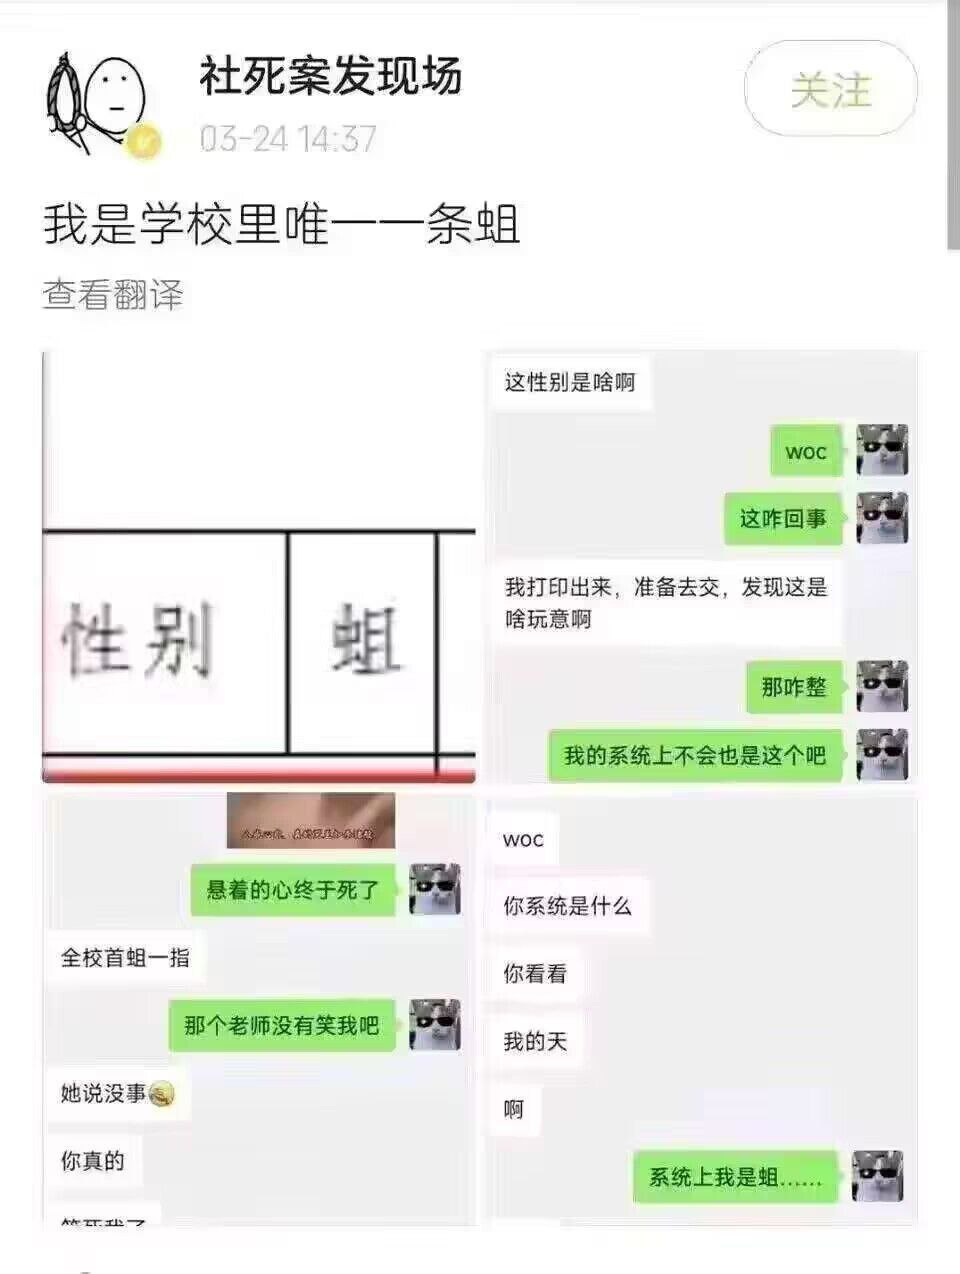 社死案发现场
关注
03-24 14:37
我是学校里唯一一条蛆
查看翻译
性别 蛆
这性别是啥啊
woc
这咋回事
我打印出来，准备去交，发现这是
啥玩意啊
那咋整
我的系统上不会也是这个吧
悬着的心终于死了
全校首蛆一指
那个老师没有笑我吧
她说没事
你真的
笑死我了
woc
你系统是什么
你看看
我的天
啊
系统上我是蛆……